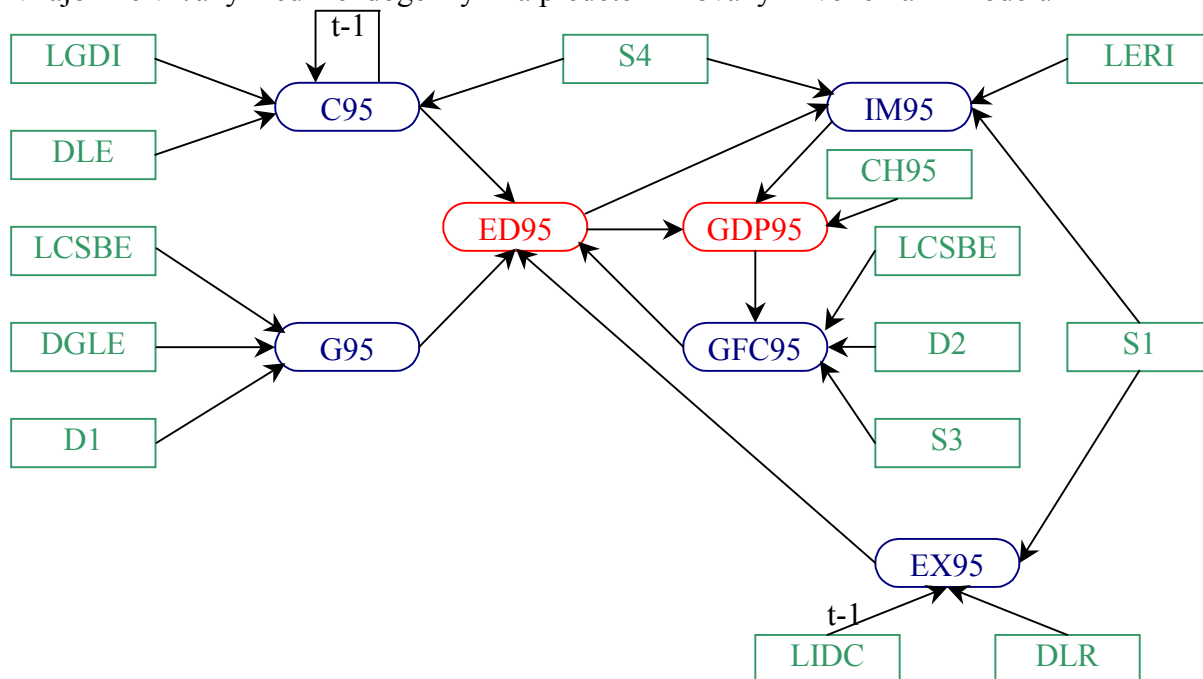 t-1
LGDI
S4
LERI
C95
IM95
DLE
CH95
ED95
GDP95
LCSBE
LCSBE
DGLE
G95
GFC95
D2
S1
D1
S3
EX95
t-1
LIDC
DLR